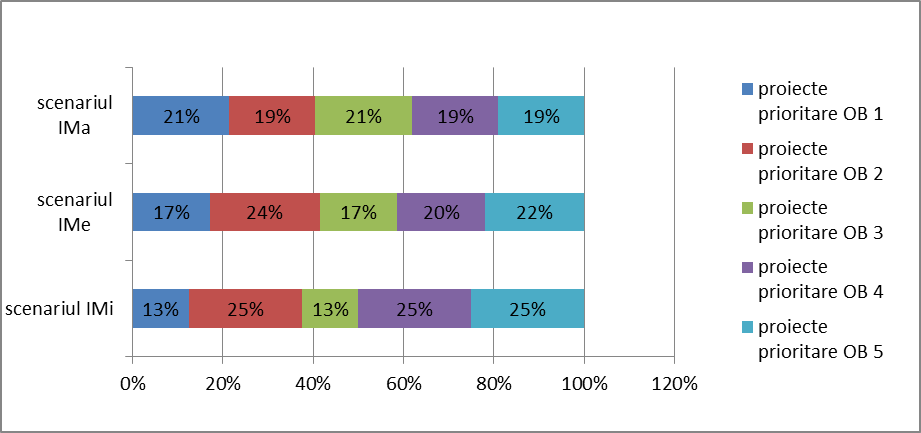 scenariul
IMa
21% 19% 21% 19% 19%
scenariul
IMe
17% 24% 17% 20% 22%
scenariul IMi
13% 25% 13% 25% 25%
0% 20% 40% 60% 80% 100% 120%
proiecte
prioritare OB 1
proiecte
prioritare OB 2
proiecte
prioritare OB 3
proiecte
prioritare OB 4
proiecte
prioritare OB 5